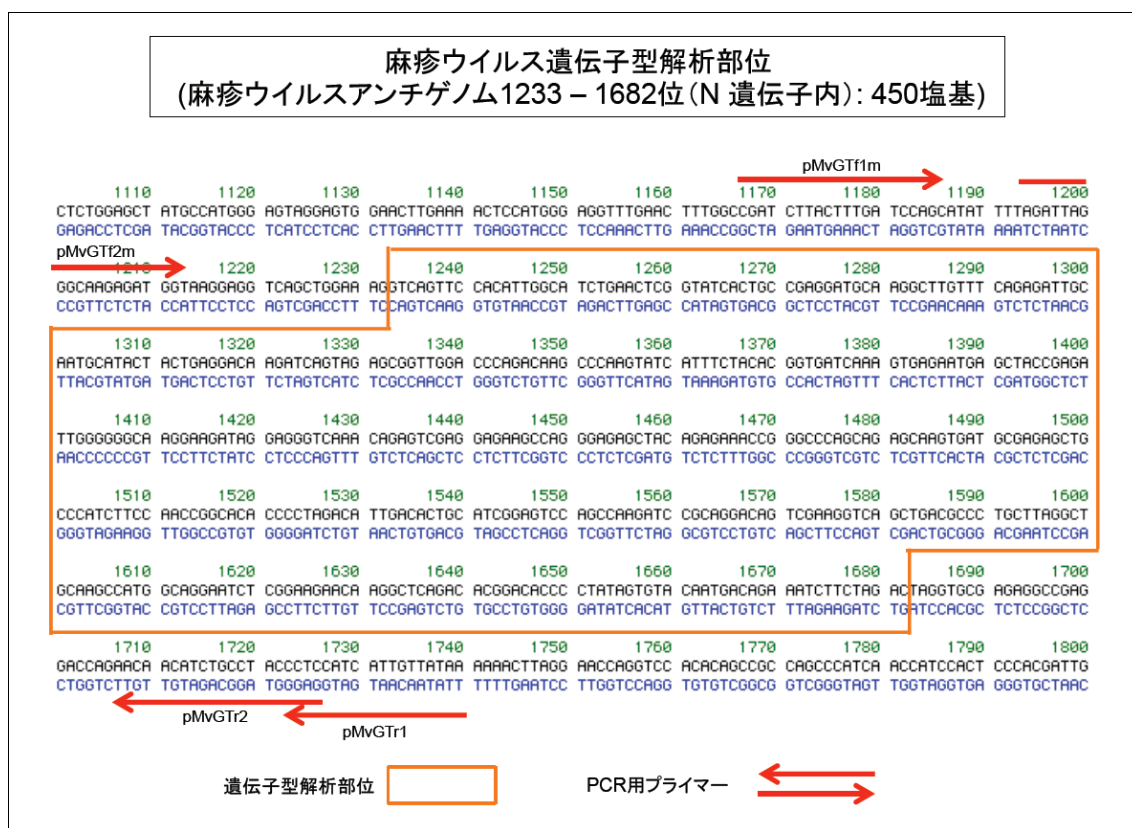 麻疹ウイルス遺伝子型解析部位
(麻疹ウイルスアンチゲノム1233 – 1682位(N 遺伝子内): 450塩基)
pMvGTf1m
1110 1120 1130 1140 1150 1160 1170 1180 1190 1200
CTCTGGAGCT ATGCCATGGG AGTAGGAGTG GAACTTGAAA ACTCCATGGG AGGTTTGAAC TTTGGCCGAT CTTACTTTGA TCCAGCATAT TTTAGATTAG
GAGACCTCGA TACGGTACCC TCATCCTCAC CTTGAACTTT TGAGGTACCC TCCAAACTTG AAACCGGCTA GAATGAAACT AGGTCGTATA AAATCTAATC
pMvGTf2m
1210 1220 1230 1240 1250 1260 1270 1280 1290 1300
GGCAAGAGAT GGTAAGGAGG TCAGCTGGAA AGGTCAGTTC CACATTGGCA TCTGAACTCG GTATCACTGC CGAGGATGCA AGGCTTGTTT CAGAGATTGC
CCGTTCTCTA CCATTCCTCC AGTCGACCTT TCCAGTCAAG GTGTAACCGT AGACTTGAGC CATAGTGACG GCTCCTACGT TCCGAACAAA GTCTCTAACG
1310 1320 1330 1340 1350 1360 1370 1380 1390 1400
AATGCATACT ACTGAGGACA AGATCAGTAG AGCGGTTGGA CCCAGACAAG CCCAAGTATC ATTTCTACAC GGTGATCAAA GTGAGAATGA GCTACCGAGA
TTACGTATGA TGACTCCTGT TCTAGTCATC TCGCCAACCT GGGTCTGTTC GGGTTCATAG TAAAGATGTG CCACTAGTTT CACTCTTACT CGATGGCTCT
1410 1420 1430 1440 1450 1460 1470 1480 1490 1500
TTGGGGGGCA AGGAAGATAG GAGGGTCAAA CAGAGTCGAG GAGAAGCCAG GGAGAGCTAC AGAGAAACCG GGCCCAGCAG AGCAAGTGAT GCGAGAGCTG
AACCCCCCGT TCCTTCTATC CTCCCAGTTT GTCTCAGCTC CTCTTCGGTC CCTCTCGATG TCTCTTTGGC CCGGGTCGTC TCGTTCACTA CGCTCTCGAC
1510 1520 1530 1540 1550 1560 1570 1580 1590 1600
CCCATCTTCC AACCGGCACA CCCCTAGACA TTGACACTGC ATCGGAGTCC AGCCAAGATC CGCAGGACAG TCGAAGGTCA GCTGACGCCC TGCTTAGGCT
GGGTAGAAGG TTGGCCGTGT GGGGATCTGT AACTGTGACG TAGCCTCAGG TCGGTTCTAG GCGTCCTGTC AGCTTCCAGT CGACTGCGGG ACGAATCCGA
1610 1620 1630 1640 1650 1660 1670 1680 1690 1700
GCAAGCCATG GCAGGAATCT CGGAAGAACA AGGCTCAGAC ACGGACACCC CTATAGTGTA CAATGACAGA AATCTTCTAG ACTAGGTGCG AGAGGCCGAG
CGTTCGGTAC CGTCCTTAGA GCCTTCTTGT TCCGAGTCTG TGCCTGTGGG GATATCACAT GTTACTGTCT TTAGAAGATC TGATCCACGC TCTCCGGCTC
1710 1720 1730 1740 1750 1760 1770 1780 1790 1800
GACCAGAACA ACATCTGCCT ACCCTCCATC ATTGTTATAA AAAACTTAGG AACCAGGTCC ACACAGCCGC CAGCCCATCA ACCATCCACT CCCACGATTG
CTGGTCTTGT TGTAGACGGA TGGGAGGTAG TAACAATATT TTTTGAATCC TTGGTCCAGG TGTGTCGGCG GTCGGGTAGT TGGTAGGTGA GGGTGCTAAC
pMvGTr2
pMvGTr1
遺伝子型解析部位
PCR用プライマー